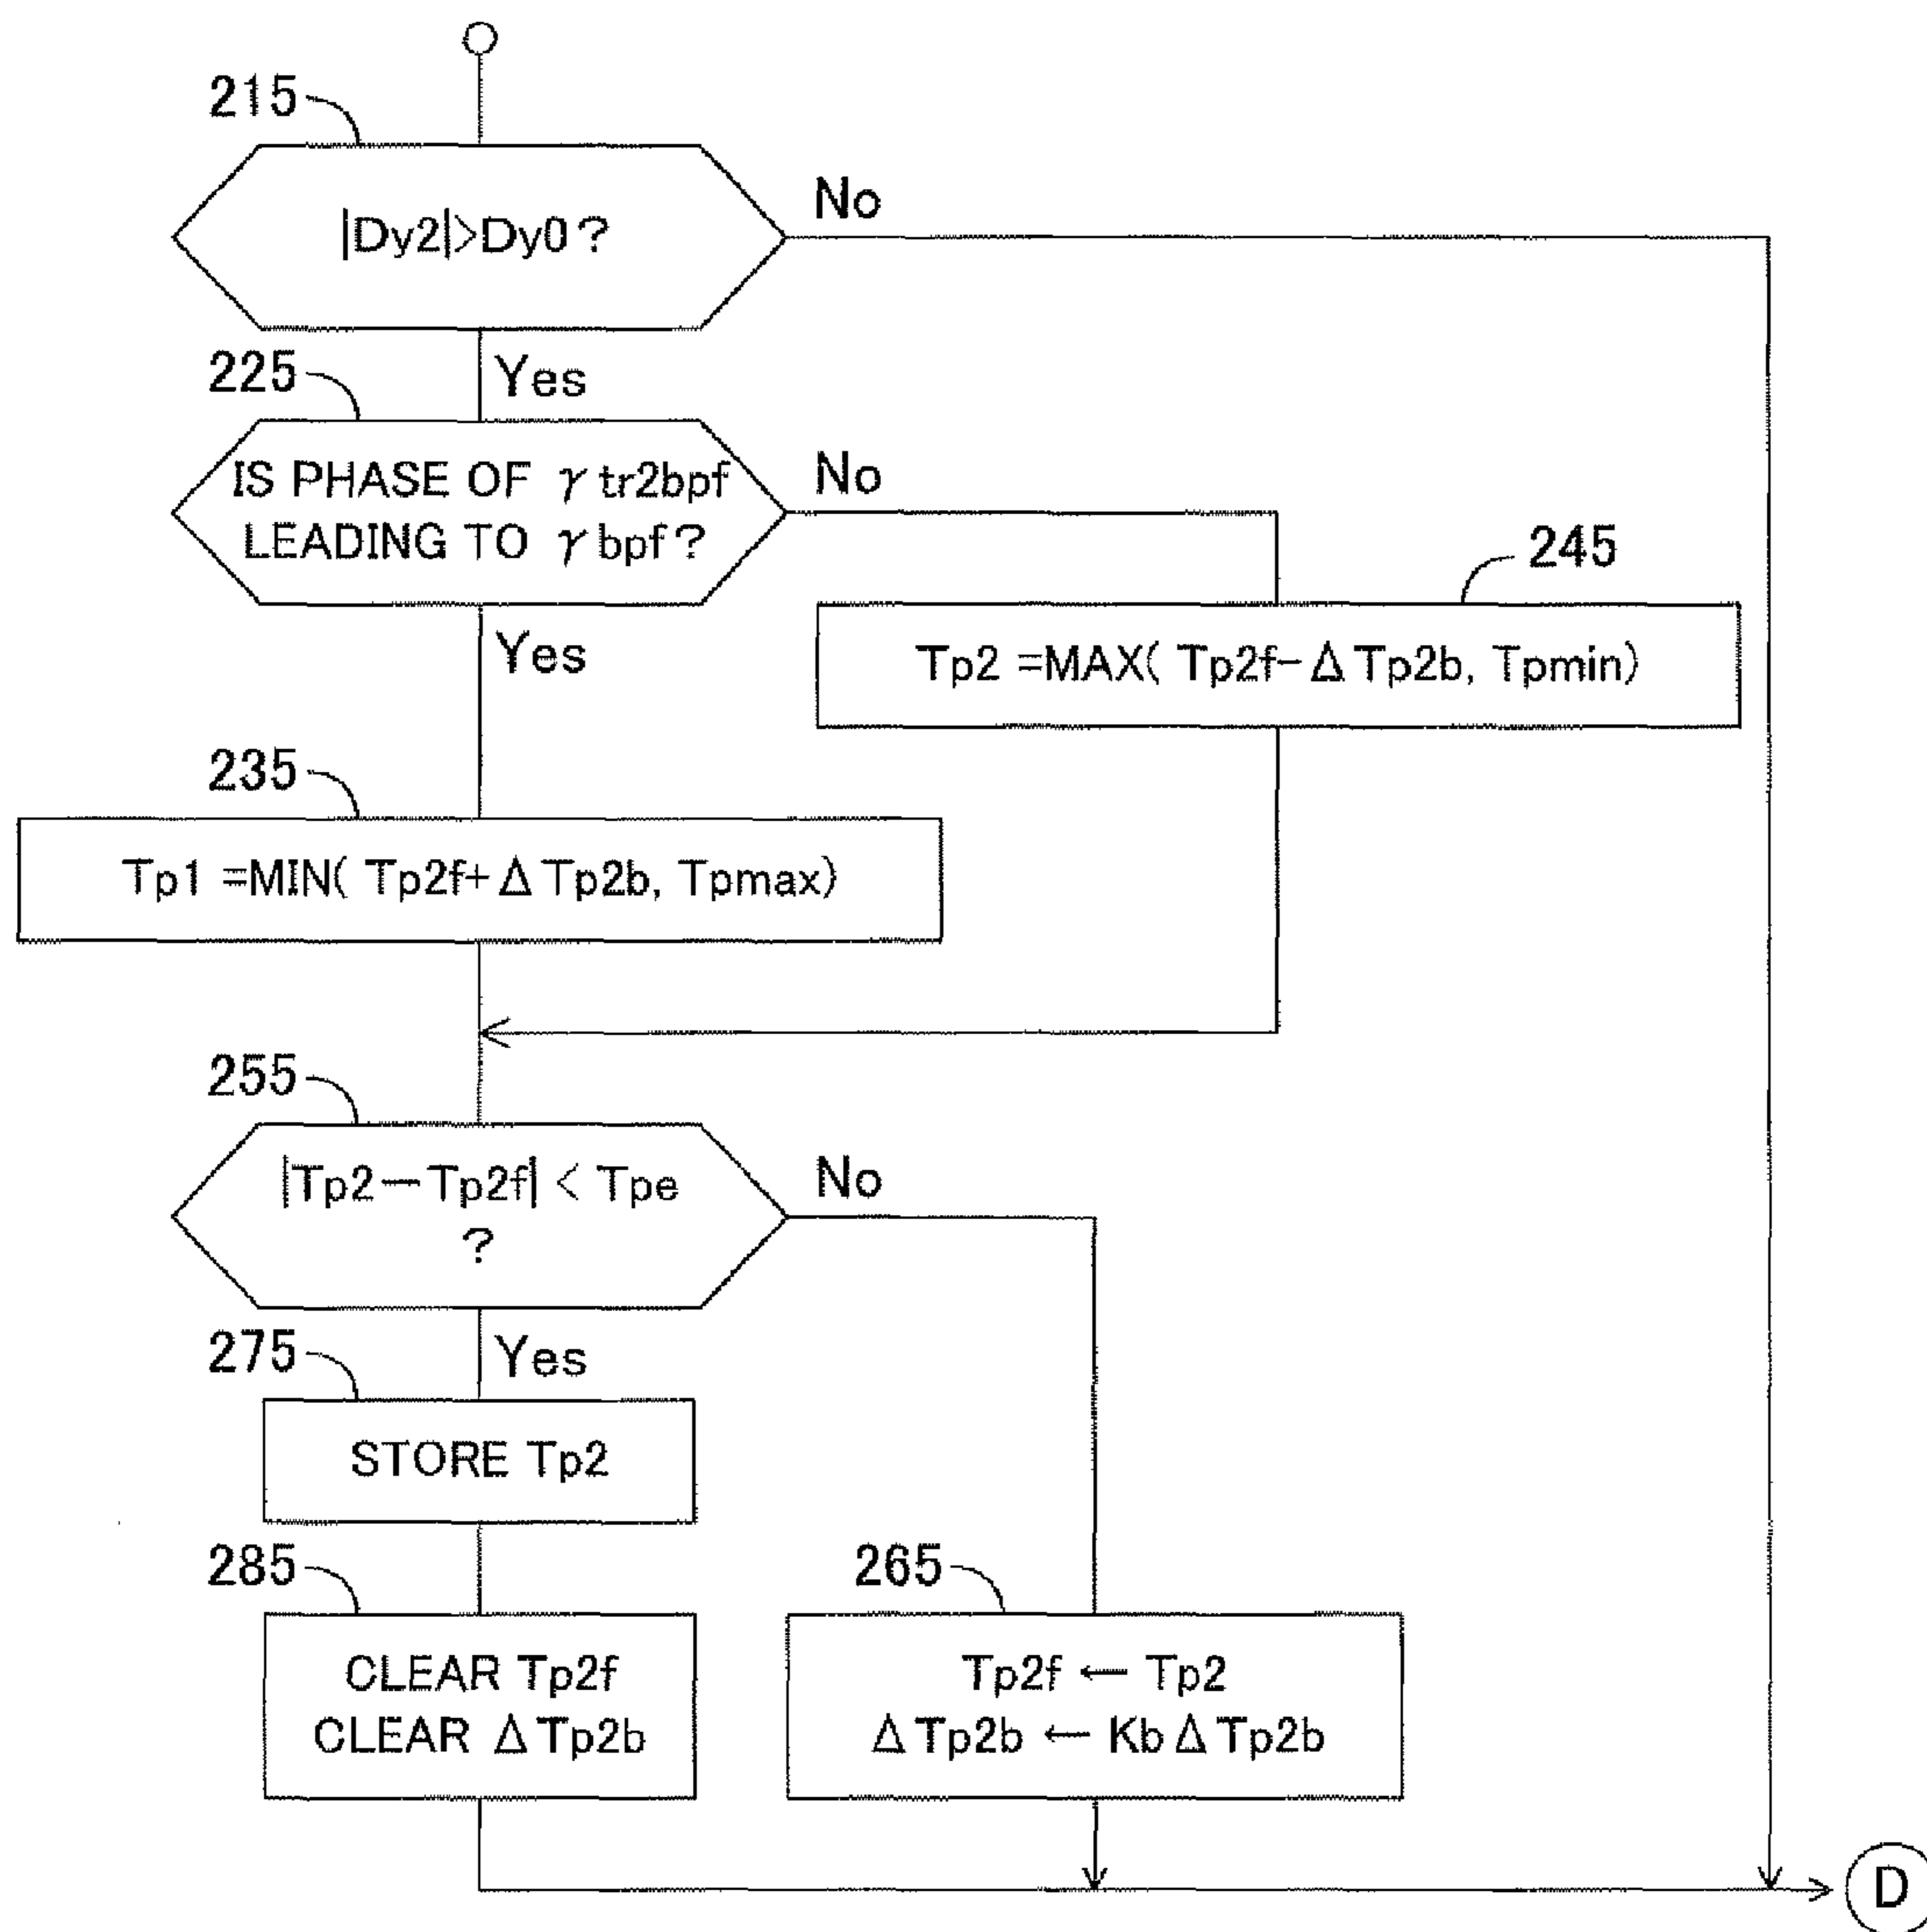 215
|Dy2|>Dy0?
No
Yes
225
IS PHASE OF γtr2bpf
LEADING TO γbpf?
No
Yes
245
Tp2 =MAX( Tp2f-ΔTp2b, Tpmin)
235
Tp1 =MIN( Tp2f+ΔTp2b, Tpmax)
255
|Tp2-Tp2f| < Tpe
?
No
Yes
275
STORE Tp2
285
CLEAR Tp2f
CLEAR ΔTp2b
265
Tp2f ← Tp2
ΔTp2b ← KbΔTp2b
D